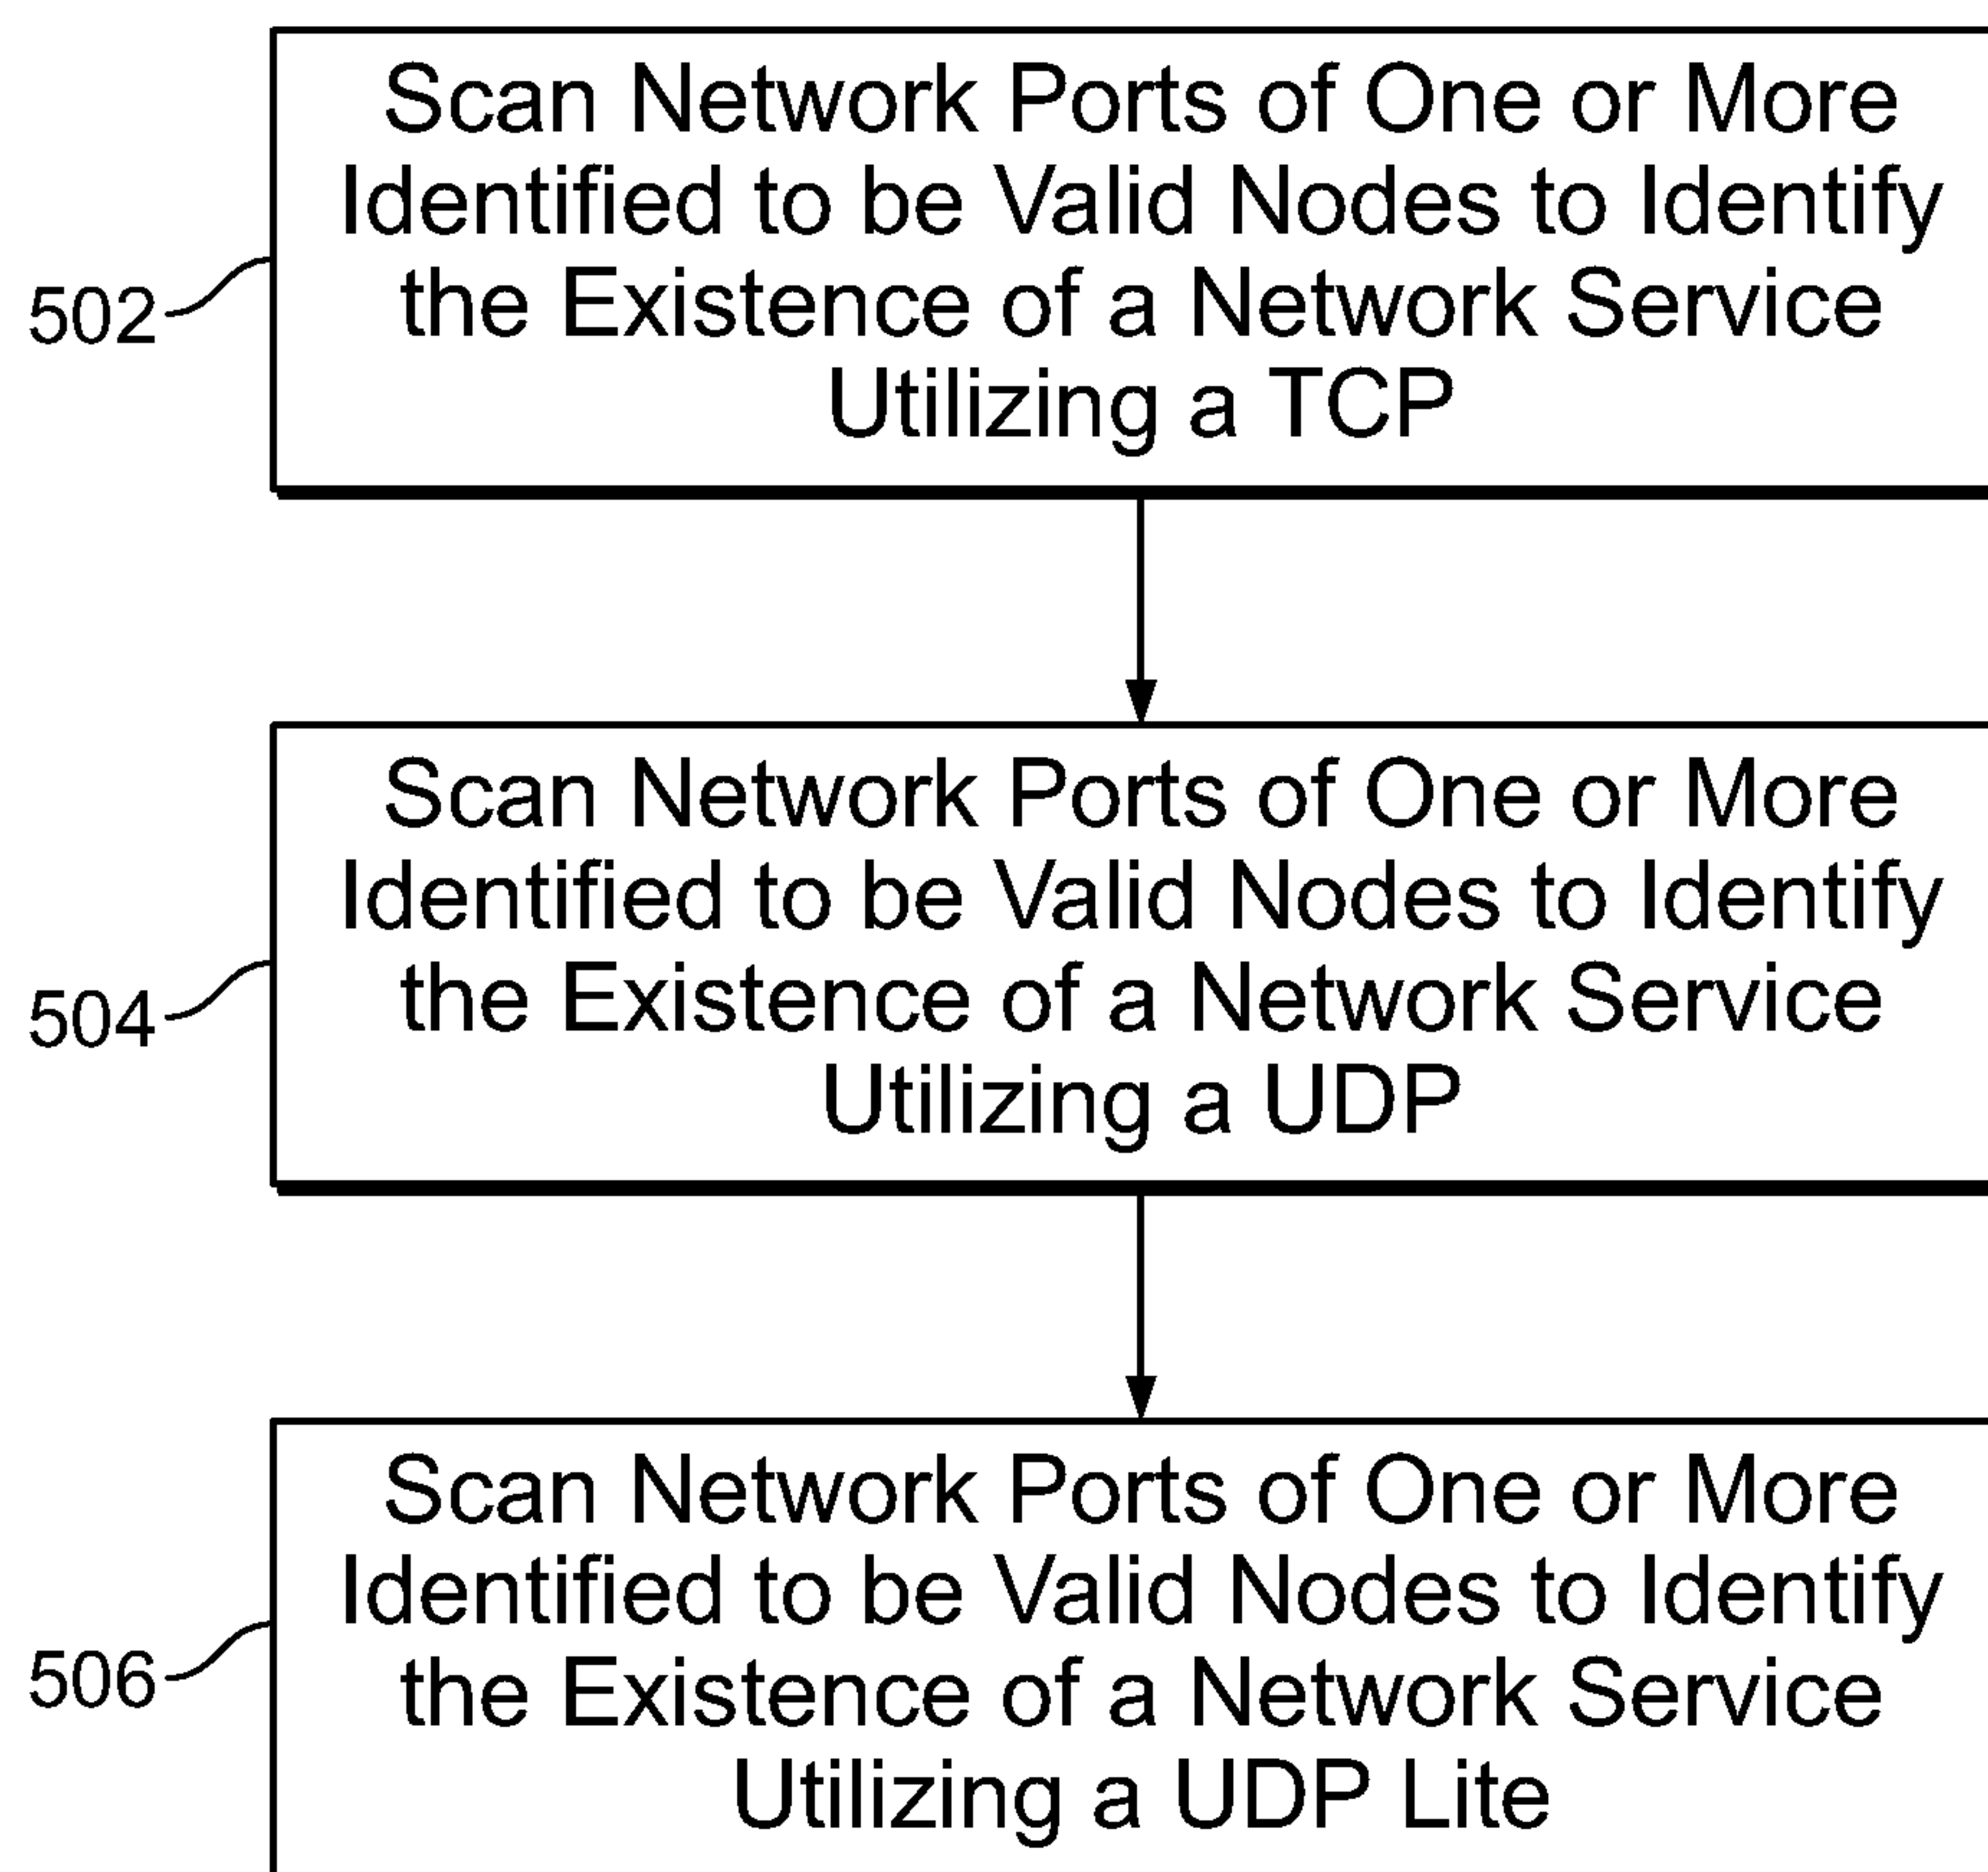 Scan Network Ports of One or More
Identified to be Valid Nodes to Identify
the Existence of a Network Service
Utilizing a TCP
502
Scan Network Ports of One or More
Identified to be Valid Nodes to Identify
the Existence of a Network Service
Utilizing a UDP
504
Scan Network Ports of One or More
Identified to be Valid Nodes to Identify
the Existence of a Network Service
Utilizing a UDP Lite
506